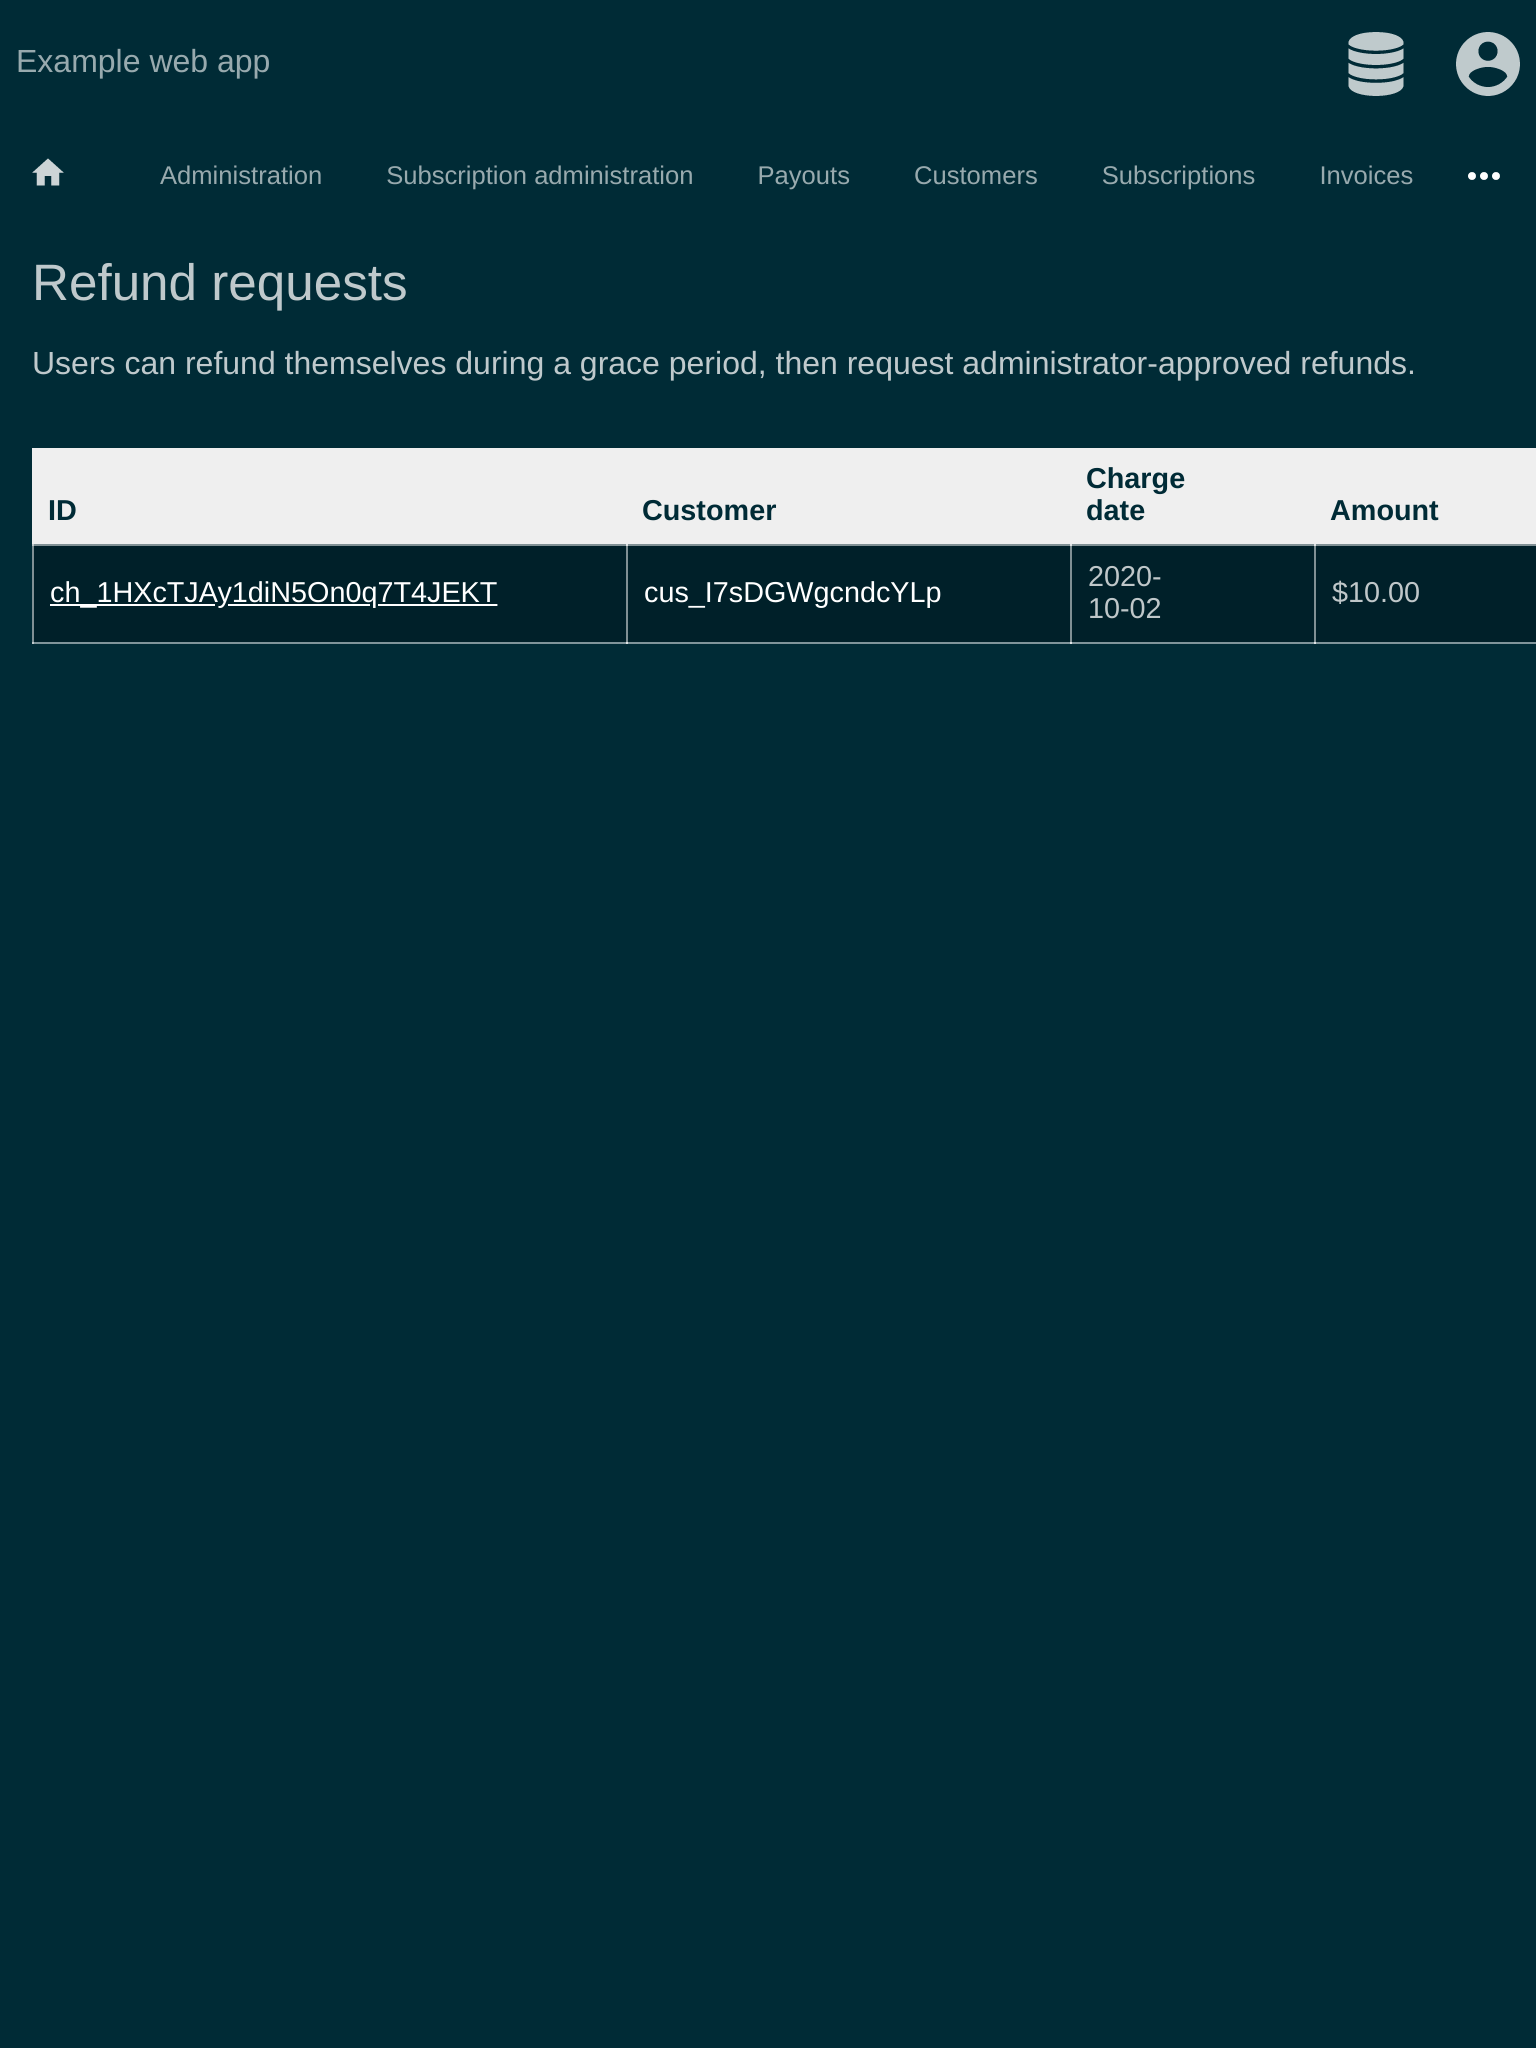 Example web app
Administration Subscription administration Payouts Customers Subscriptions Invoices
Refund requests
Users can refund themselves during a grace period, then request administrator-approved refunds.
ID Customer Charge date Amount
ch_1HXcTJAy1diN5On0q7T4JEKT cus_I7sDGWgcndcYLp 2020-10-02 $10.00